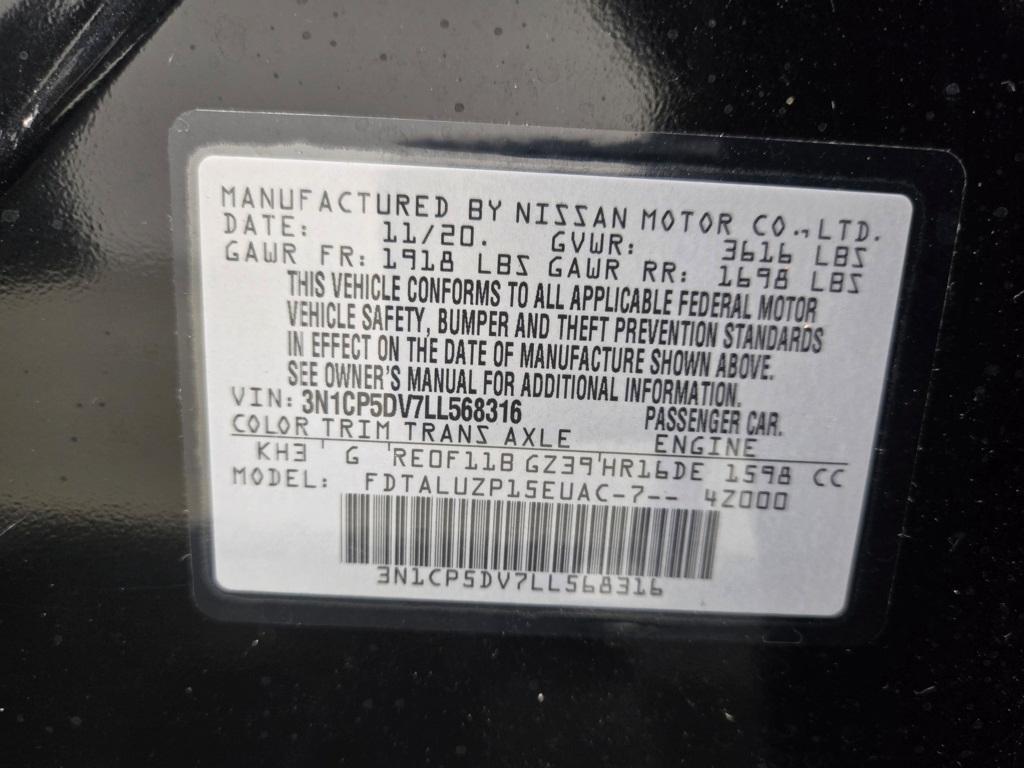 MANUFACTURED BY NISSAN MOTOR CO.,LTD.
DATE: 11/20. GVWR: 3616 LBS
GAWR FR: 1918 LBS GAWR RR: 1698 LBS
THIS VEHICLE CONFORMS TO ALL APPLICABLE FEDERAL MOTOR
VEHICLE SAFETY, BUMPER AND THEFT PREVENTION STANDARDS
IN EFFECT ON THE DATE OF MANUFACTURE SHOWN ABOVE.
SEE OWNER'S MANUAL FOR ADDITIONAL INFORMATION.
VIN: 3N1CP5DV7LL568316 PASSENGER CAR.
COLOR TRIM TRANS AXLE ENGINE
KH3 ' G ' RE0F11B GZ39'HR16DE 1598 CC
MODEL: FDTALUZP15EUAC-7-- 4Z000
3N1CP5DV7LL568316